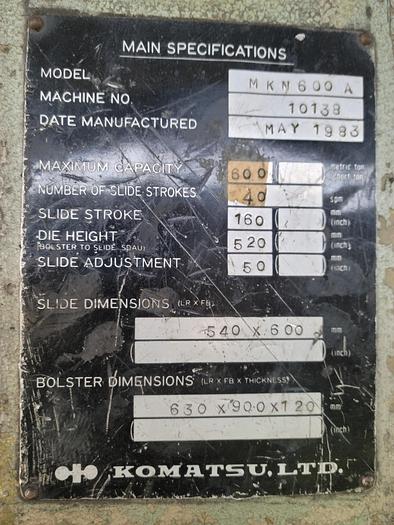 MAIN SPECIFICATIONS
MODEL MKN600A
MACHINE NO. 10138
DATE MANUFACTURED MAY 1983
MAXIMUM CAPACITY 600 metric ton
(short ton)
NUMBER OF SLIDE STROKES 40 spm
SLIDE STROKE 160 mm
(inch)
DIE HEIGHT 520 mm
(BOLSTER TO SLIDE, SDAU) (inch)
SLIDE ADJUSTMENT 50 mm
(inch)
SLIDE DIMENSIONS (LR X FB)
540 X 600 mm
(inch)
BOLSTER DIMENSIONS (LR X FB X THICKNESS)
630 X 900 X 120 mm
(inch)
KOMATSU, LTD.